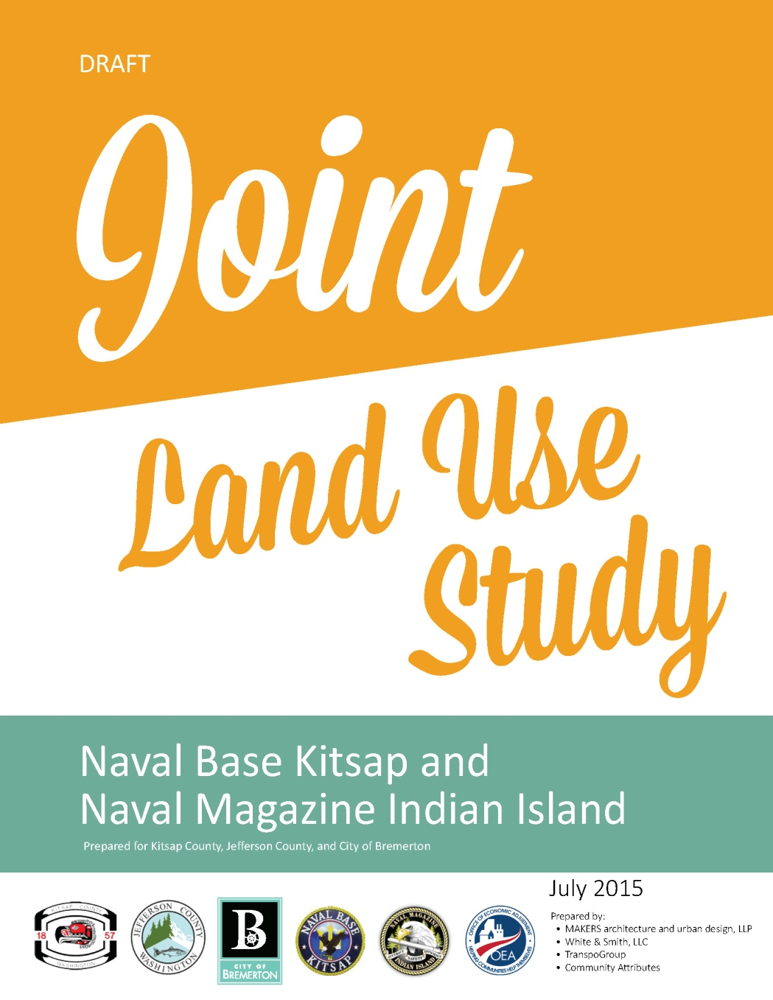 DRAFT
Joint
Land Use
Study
Naval Base Kitsap and
Naval Magazine Indian Island
Prepared for Kitsap County, Jefferson County, and City of Bremerton
July 2015
Prepared by:
• MAKERS architecture and urban design, LLP
• White & Smith, LLC
• TranspoGroup
• Community Attributes
KITSAP COUNTY
18 57
WASHINGTON
JEFFERSON COUNTY
WASHINGTON
B
CITY OF
BREMERTON
NAVAL BASE
KITSAP
NAVAL MAGAZINE
INDIAN ISLAND
OFFICE OF ECONOMIC ADJUSTMENT
OEA
HELPING COMMUNITIES HELP THEMSELVES